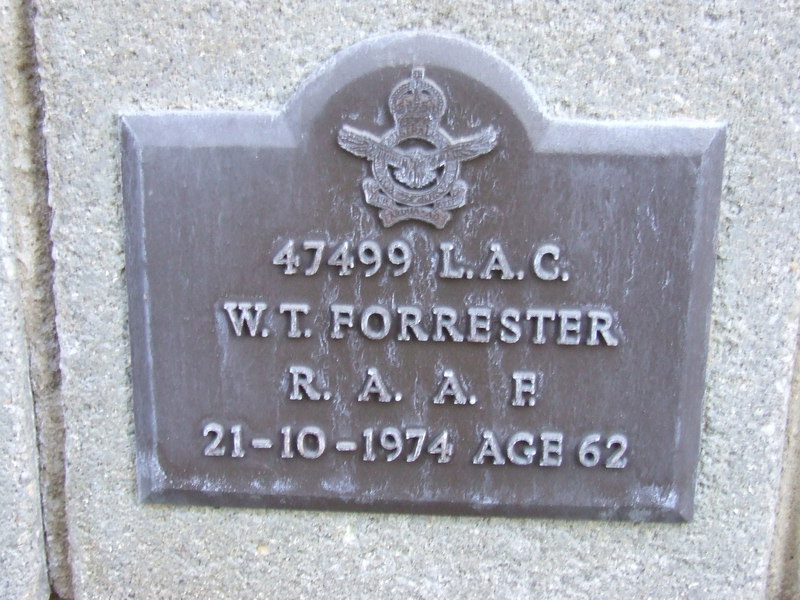 47499 L.A.C.
W.T. FORRESTER
R. A. A. F.
21-10-1974 AGE 62